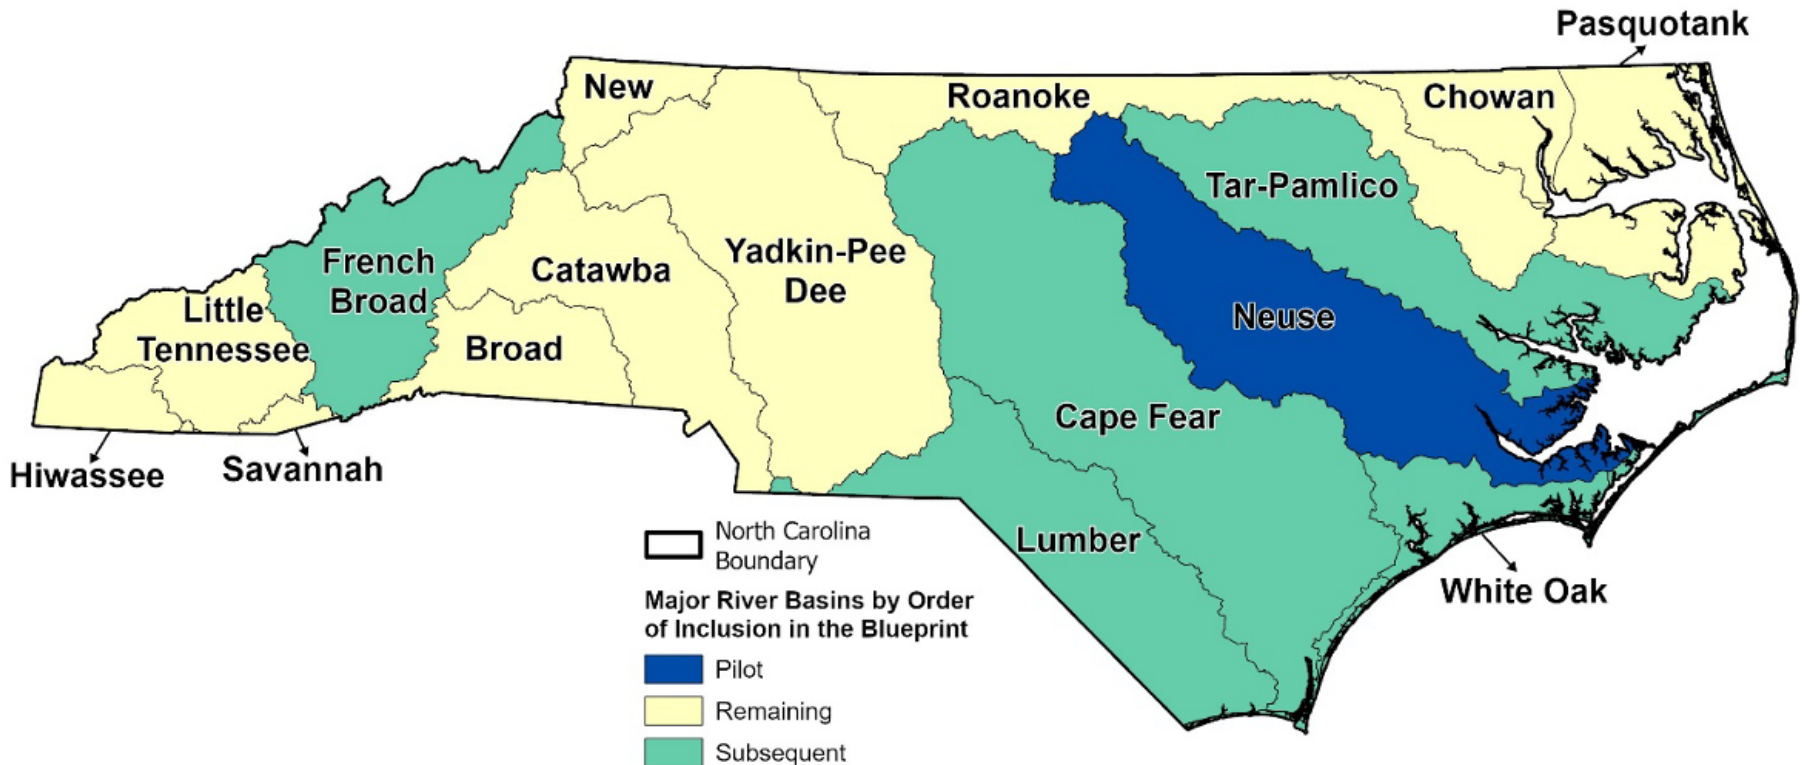 Pasquotank
New
Roanoke
Chowan
Tar-Pamlico
French
Broad
Catawba
Yadkin-Pee
Dee
Little
Tennessee
Broad
Neuse
Cape Fear
Hiwassee
Savannah
Lumber
White Oak
North Carolina
Boundary
Major River Basins by Order
of Inclusion in the Blueprint
Pilot
Remaining
Subsequent